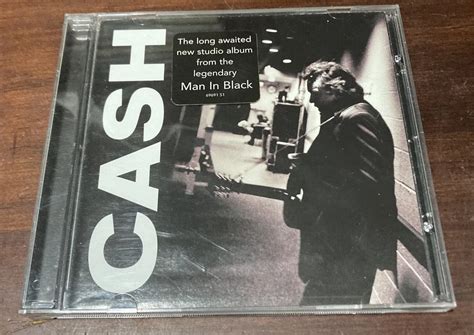 CASH
The long awaited
new studio album
from the
legendary
Man In Black